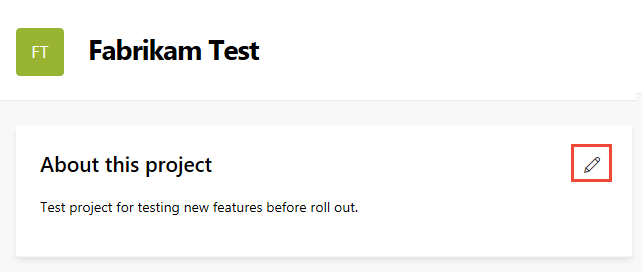 FT
Fabrikam Test
About this project
Test project for testing new features before roll out.